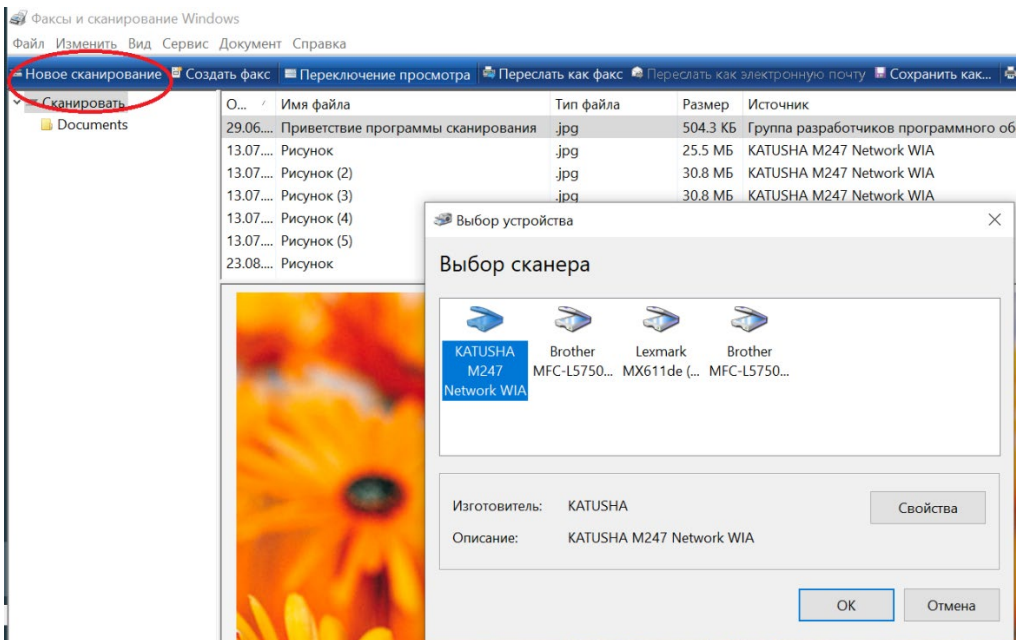 Факсы и сканирование Windows
Файл Изменить Вид Сервис Документ Справка
Новое сканирование Создать факс Переключение просмотра Переслать как факс Переслать как электронную почту Сохранить как...
Сканировать
Documents
О... Имя файла Тип файла Размер Источник
29.06.... Приветствие программы сканирования .jpg 504.3 КБ Группа разработчиков программного об
13.07.... Рисунок .jpg 25.5 МБ KATUSHA M247 Network WIA
13.07.... Рисунок (2) .jpg 30.8 МБ KATUSHA M247 Network WIA
13.07.... Рисунок (3) .jpg 30.8 МБ KATUSHA M247 Network WIA
13.07.... Рисунок (4)
13.07.... Рисунок (5)
23.08.... Рисунок
Выбор устройства
Выбор сканера
KATUSHA M247 Network WIA
Brother MFC-L5750...
Lexmark MX611de (...
Brother MFC-L5750...
Изготовитель: KATUSHA
Свойства
Описание: KATUSHA M247 Network WIA
ОК Отмена